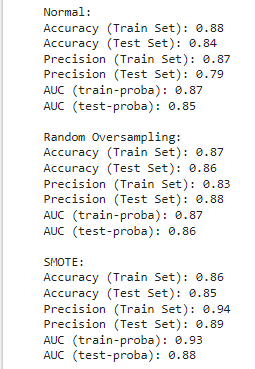 Normal:
Accuracy (Train Set): 0.88
Accuracy (Test Set): 0.84
Precision (Train Set): 0.87
Precision (Test Set): 0.79
AUC (train-proba): 0.87
AUC (test-proba): 0.85
Random Oversampling:
Accuracy (Train Set): 0.87
Accuracy (Test Set): 0.86
Precision (Train Set): 0.83
Precision (Test Set): 0.88
AUC (train-proba): 0.87
AUC (test-proba): 0.86
SMOTE:
Accuracy (Train Set): 0.86
Accuracy (Test Set): 0.85
Precision (Train Set): 0.94
Precision (Test Set): 0.89
AUC (train-proba): 0.93
AUC (test-proba): 0.88